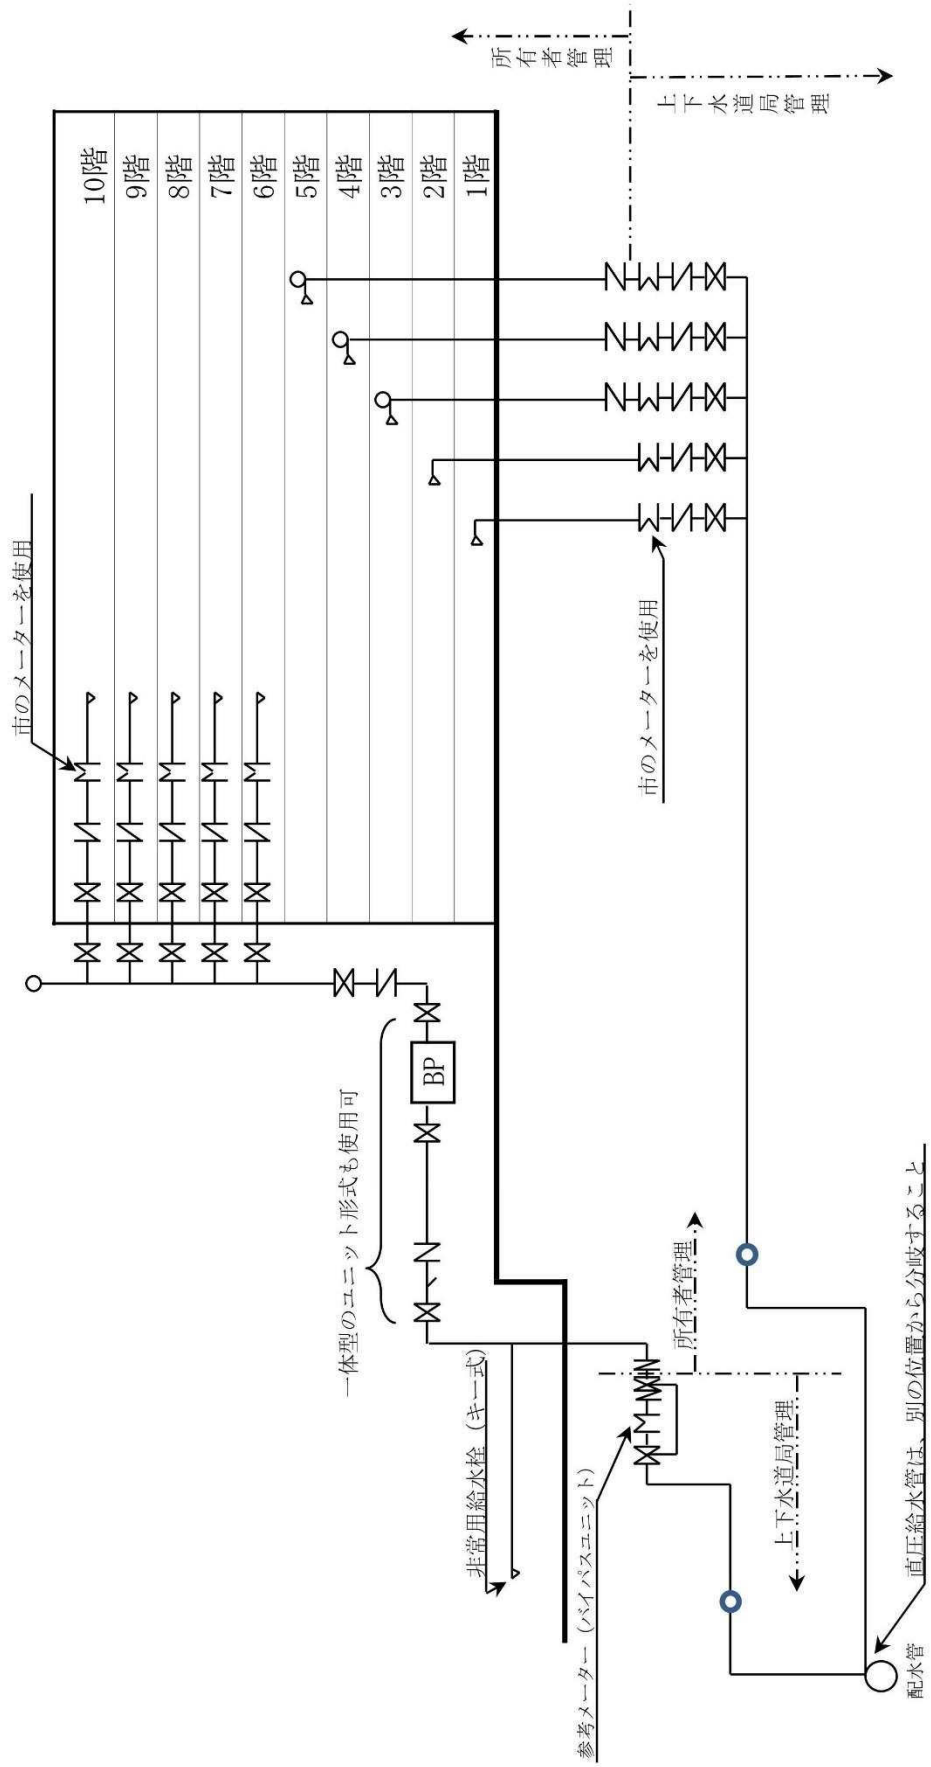 市のメーターを使用
10階
9階
8階
7階
6階
5階
4階
3階
2階
1階
所有者管理
上下水道局管理
一体型のユニット形式も使用可
BP
非常用給水栓（キー式）
市のメーターを使用
参考メーター（バイパスユニット）
所有者管理
上下水道局管理
配水管
直圧給水管は、別の位置から分岐すること